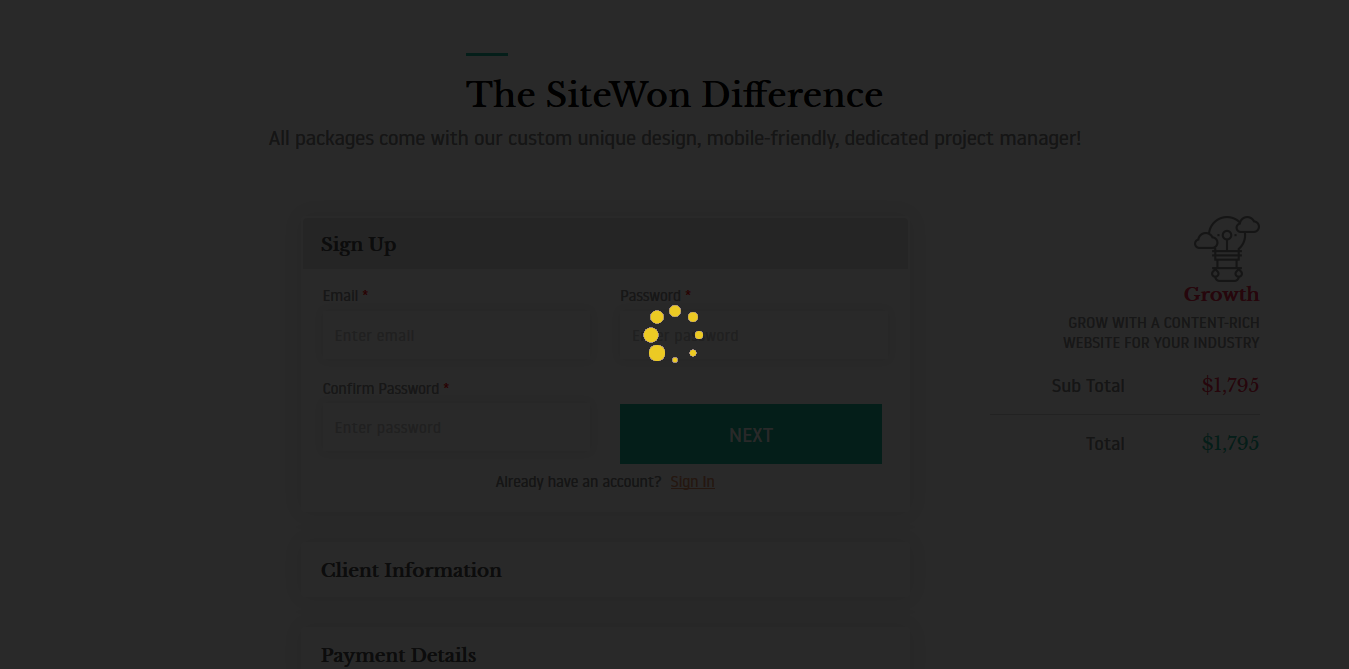 The SiteWon Difference
All packages come with our custom unique design, mobile-friendly, dedicated project manager!
Sign Up
Email *
Password *
Enter email
Enter password
Confirm Password *
Enter password
NEXT
Already have an account? Sign In
Client Information
Payment Details
Growth
GROW WITH A CONTENT-RICH
WEBSITE FOR YOUR INDUSTRY
Sub Total $1,795
Total $1,795